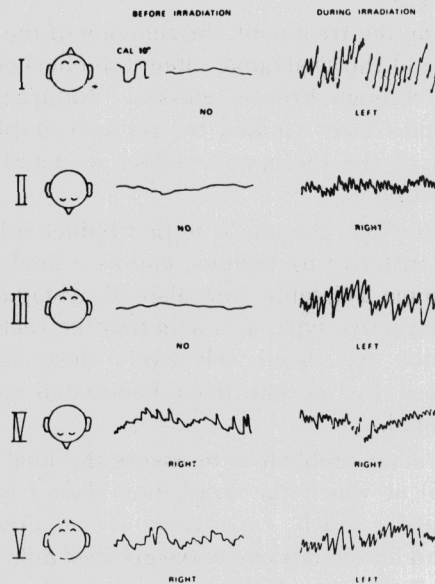 BEFORE IRRADIATION DURING IRRADIATION
I CAL 10°
NO LEFT
II
NO RIGHT
III
NO LEFT
IV
RIGHT RIGHT
V
RIGHT LEFT